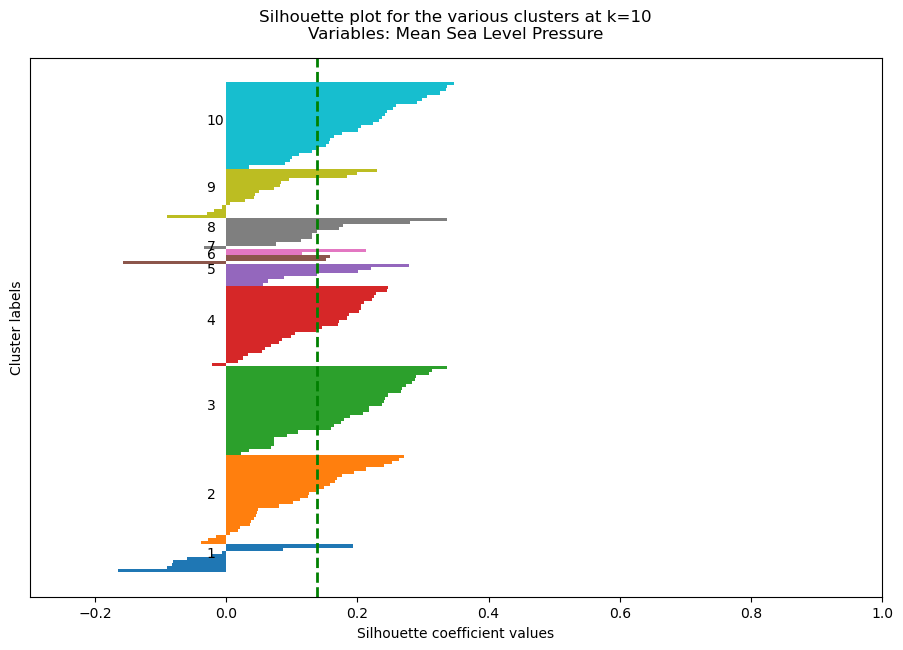 Silhouette plot for the various clusters at k=10
Variables: Mean Sea Level Pressure
10
9
8
7
6
5
4
3
2
1
Cluster labels
−0.2 0.0 0.2 0.4 0.6 0.8 1.0
Silhouette coefficient values